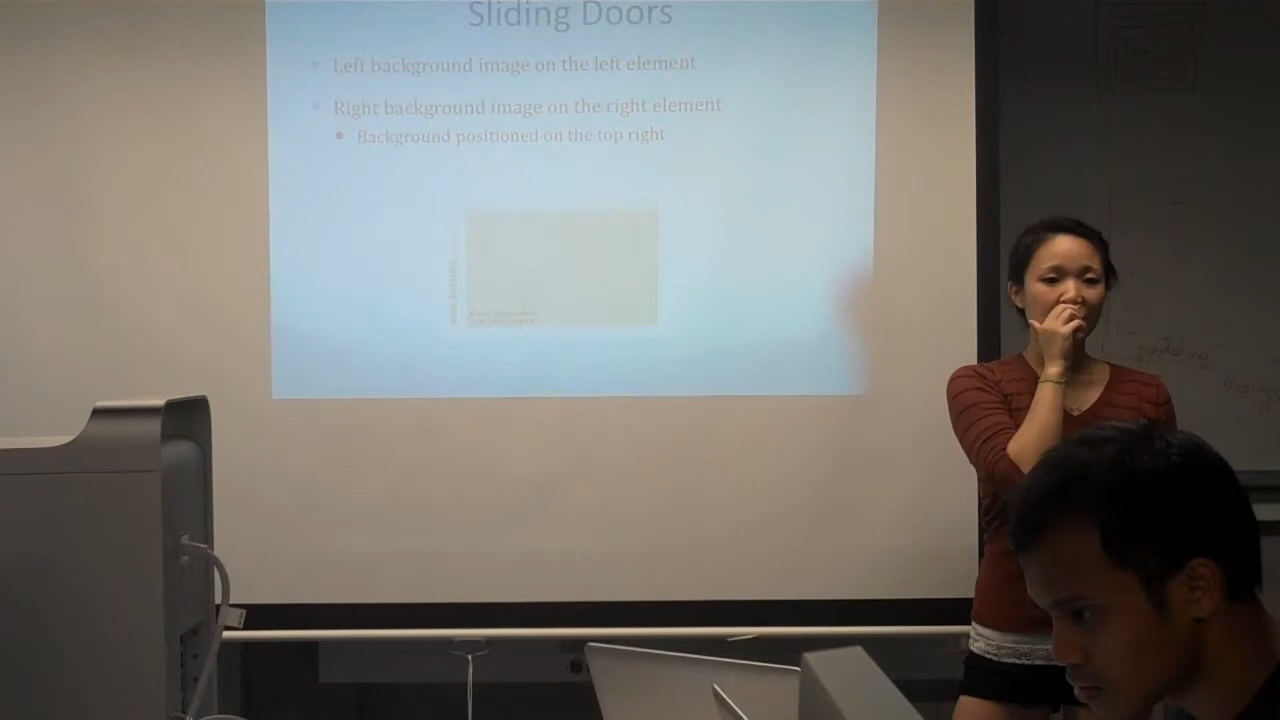 Sliding Doors
Left background image on the left element
Right background image on the right element
Background positioned on the top right
padding